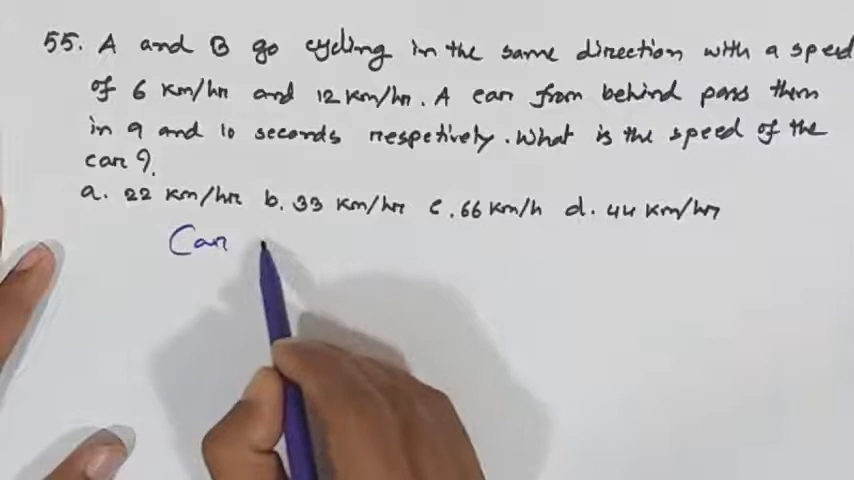 55. A and B go cycling in the same direction with a speed
of 6 Km/hr and 12 Km/hr. A car from behind pass them
in 9 and 10 seconds respetively. What is the speed of the
car ?.
a. 22 Km/hr b. 33 Km/hr c. 66 Km/h d. 44 Km/hr
Car